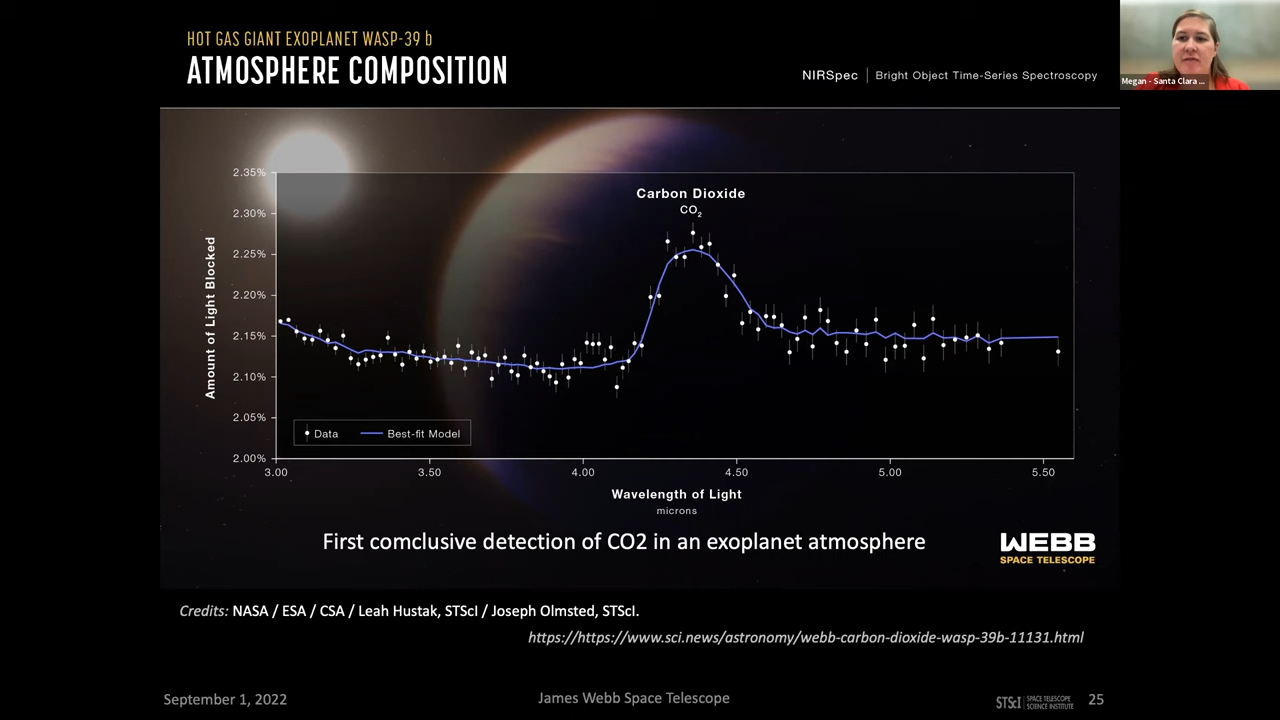 HOT GAS GIANT EXOPLANET WASP-39 b
ATMOSPHERE COMPOSITION
NIRSpec | Bright Object Time-Series Spectroscopy
Megan - Santa Clara ...
Carbon Dioxide
CO2
Amount of Light Blocked
2.35%
2.30%
2.25%
2.20%
2.15%
2.10%
2.05%
2.00%
Data
Best-fit Model
3.00 3.50 4.00 4.50 5.00 5.50
Wavelength of Light
microns
First comclusive detection of CO2 in an exoplanet atmosphere
WEBB
SPACE TELESCOPE
Credits: NASA / ESA / CSA / Leah Hustak, STScI / Joseph Olmsted, STScI.
https://https://www.sci.news/astronomy/webb-carbon-dioxide-wasp-39b-11131.html
September 1, 2022
James Webb Space Telescope
STScI | SPACE TELESCOPE
SCIENCE INSTITUTE
25